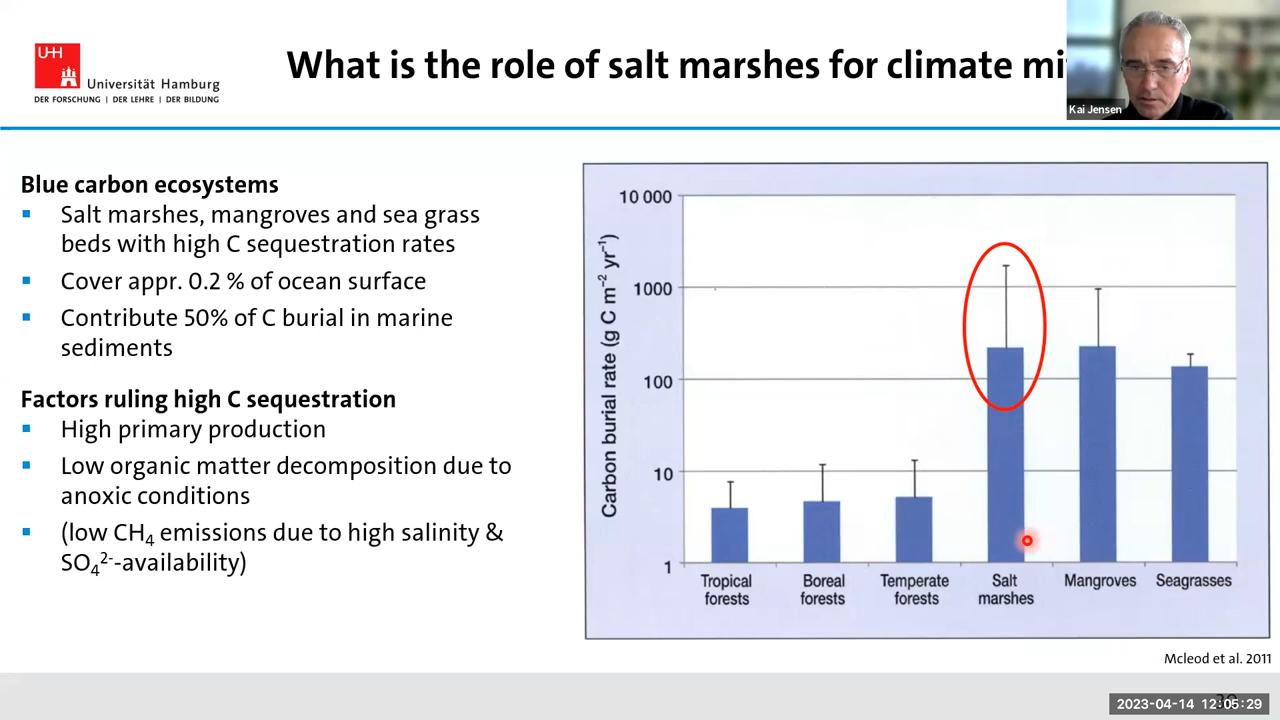 UHH
Universität Hamburg
DER FORSCHUNG | DER LEHRE | DER BILDUNG
What is the role of salt marshes for climate
Kai Jensen
Blue carbon ecosystems
Salt marshes, mangroves and sea grass
beds with high C sequestration rates
Cover appr. 0.2 % of ocean surface
Contribute 50% of C burial in marine
sediments
Factors ruling high C sequestration
High primary production
Low organic matter decomposition due to
anoxic conditions
(low CH₄ emissions due to high salinity &
SO₄²⁻-availability)
Carbon burial rate (g C m⁻² yr⁻¹)
10 000
1000
100
10
1
Tropical
forests
Boreal
forests
Temperate
forests
Salt
marshes
Mangroves
Seagrasses
Mcleod et al. 2011
2023-04-14 12:05:29